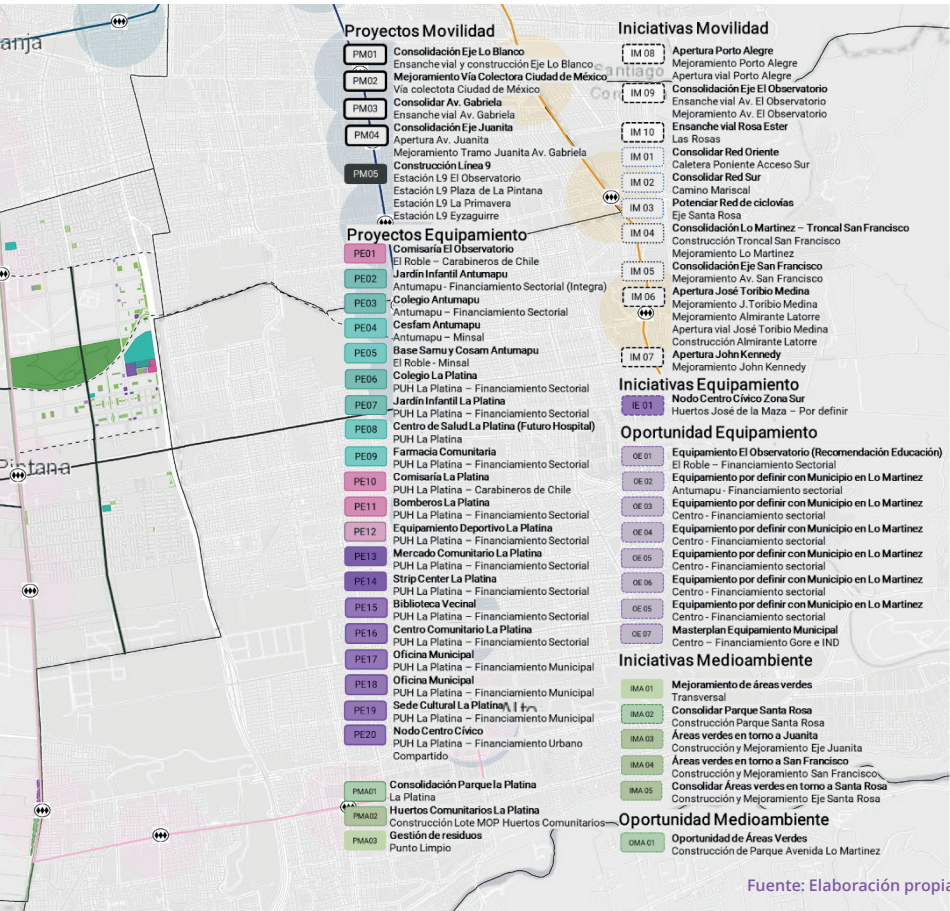 anja
Santiago
Pintana
Alto
Proyectos Movilidad
PM01
Consolidación Eje Lo Blanco
Ensanche vial y construcción Eje Lo Blanco
PM02
Mejoramiento Vía Colectora Ciudad de México
Vía colectota Ciudad de México
PM03
Consolidar Av. Gabriela
Ensanche vial Av. Gabriela
PM04
Consolidación Eje Juanita
Apertura Av. Juanita
Mejoramiento Tramo Juanita Av. Gabriela
PM05
Construcción Línea 9
Estación L9 El Observatorio
Estación L9 Plaza de La Pintana
Estación L9 La Primavera
Estación L9 Eyzaguirre
Proyectos Equipamiento
PE01
Comisaría El Observatorio
El Roble – Carabineros de Chile
PE02
Jardín Infantil Antumapu
Antumapu - Financiamiento Sectorial (Integra)
PE03
Colegio Antumapu
Antumapu – Financiamiento Sectorial
PE04
Cesfam Antumapu
Antumapu – Minsal
PE05
Base Samu y Cosam Antumapu
El Roble - Minsal
PE06
Colegio La Platina
PUH La Platina – Financiamiento Sectorial
PE07
Jardín Infantil La Platina
PUH La Platina – Financiamiento Sectorial
PE08
Centro de Salud La Platina (Futuro Hospital)
PUH La Platina
PE09
Farmacia Comunitaria
PUH La Platina – Financiamiento Sectorial
PE10
Comisaría La Platina
PUH La Platina – Carabineros de Chile
PE11
Bomberos La Platina
PUH La Platina – Financiamiento Sectorial
PE12
Equipamiento Deportivo La Platina
PUH La Platina – Financiamiento Sectorial
PE13
Mercado Comunitario La Platina
PUH La Platina – Financiamiento Sectorial
PE14
Strip Center La Platina
PUH La Platina – Financiamiento Sectorial
PE15
Biblioteca Vecinal
PUH La Platina – Financiamiento Sectorial
PE16
Centro Comunitario La Platina
PUH La Platina – Financiamiento Sectorial
PE17
Oficina Municipal
PUH La Platina – Financiamiento Municipal
PE18
Oficina Municipal
PUH La Platina – Financiamiento Municipal
PE19
Sede Cultural La Platina
PUH La Platina – Financiamiento Municipal
PE20
Nodo Centro Cívico
PUH La Platina – Financiamiento Urbano
Compartido
PMA01
Consolidación Parque la Platina
La Platina
PMA02
Huertos Comunitarios La Platina
Construcción Lote MOP Huertos Comunitarios
PMA03
Gestión de residuos
Punto Limpio
Iniciativas Movilidad
IM 08
Apertura Porto Alegre
Mejoramiento Porto Alegre
Apertura vial Porto Alegre
IM 09
Consolidación Eje El Observatorio
Ensanche vial Av. El Observatorio
Mejoramiento Av. El Observatorio
IM 10
Ensanche vial Rosa Ester
Las Rosas
IM 01
Consolidar Red Oriente
Caletera Poniente Acceso Sur
IM 02
Consolidar Red Sur
Camino Mariscal
IM 03
Potenciar Red de ciclovías
Eje Santa Rosa
IM 04
Consolidación Lo Martinez – Troncal San Francisco
Construcción Troncal San Francisco
Mejoramiento Lo Martinez
IM 05
Consolidación Eje San Francisco
Mejoramiento Av. San Francisco
IM 06
Apertura José Toribio Medina
Mejoramiento J.Toribio Medina
Mejoramiento Almirante Latorre
Apertura vial José Toribio Medina
Construcción Almirante Latorre
IM 07
Apertura John Kennedy
Mejoramiento John Kennedy
Iniciativas Equipamiento
IE 01
Nodo Centro Cívico Zona Sur
Huertos José de la Maza – Por definir
Oportunidad Equipamiento
OE 01
Equipamiento El Observatorio (Recomendación Educación)
El Roble – Financiamiento Sectorial
OE 02
Equipamiento por definir con Municipio en Lo Martinez
Antumapu - Financiamiento sectorial
OE 03
Equipamiento por definir con Municipio en Lo Martinez
Centro - Financiamiento sectorial
OE 04
Equipamiento por definir con Municipio en Lo Martinez
Centro - Financiamiento sectorial
OE 05
Equipamiento por definir con Municipio en Lo Martinez
Centro - Financiamiento sectorial
OE 06
Equipamiento por definir con Municipio en Lo Martinez
Centro - Financiamiento sectorial
OE 05
Equipamiento por definir con Municipio en Lo Martinez
Centro - Financiamiento sectorial
OE 07
Masterplan Equipamiento Municipal
Centro – Financiamiento Gore e IND
Iniciativas Medioambiente
IMA 01
Mejoramiento de áreas verdes
Transversal
IMA 02
Consolidar Parque Santa Rosa
Construcción Parque Santa Rosa
IMA 03
Áreas verdes en torno a Juanita
Construcción y Mejoramiento Eje Juanita
IMA 04
Áreas verdes en torno a San Francisco
Construcción y Mejoramiento San Francisco
IMA 05
Consolidar Áreas verdes en torno a Santa Rosa
Construcción y Mejoramiento Eje Santa Rosa
Oportunidad Medioambiente
OMA 01
Oportunidad de Áreas Verdes
Construcción de Parque Avenida Lo Martinez
Fuente: Elaboración propia